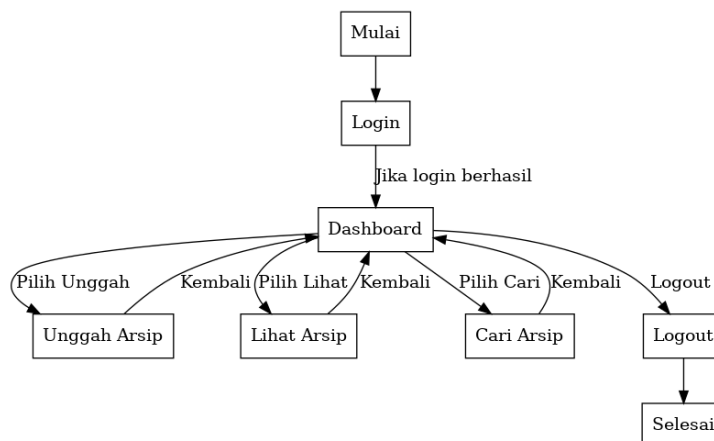 Mulai
Login
Jika login berhasil
Dashboard
Pilih Unggah
Kembali
Pilih Lihat
Kembali
Pilih Cari
Kembali
Logout
Unggah Arsip
Lihat Arsip
Cari Arsip
Logout
Selesai